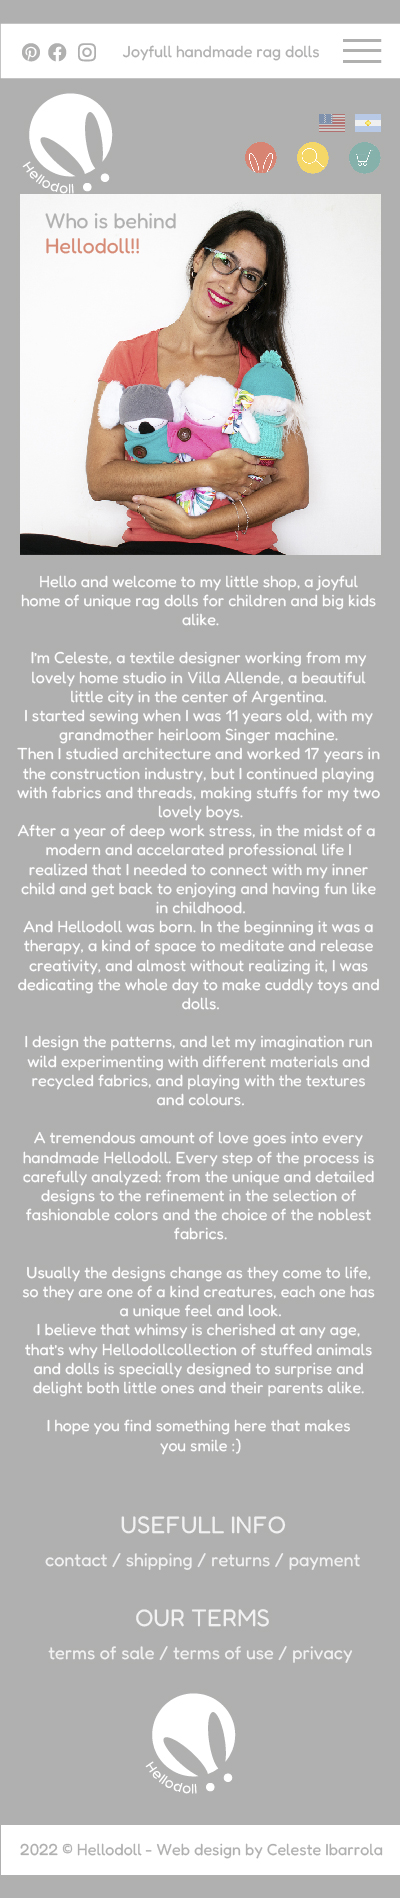 Joyfull handmade rag dolls
Hellodoll
Who is behind
Hellodoll!!
Hello and welcome to my little shop, a joyful
home of unique rag dolls for children and big kids
alike.
I'm Celeste, a textile designer working from my
lovely home studio in Villa Allende, a beautiful
little city in the center of Argentina.
I started sewing when I was 11 years old, with my
grandmother heirloom Singer machine.
Then I studied architecture and worked 17 years in
the construction industry, but I continued playing
with fabrics and threads, making stuffs for my two
lovely boys.
After a year of deep work stress, in the midst of a
modern and accelarated professional life I
realized that I needed to connect with my inner
child and get back to enjoying and having fun like
in childhood.
And Hellodoll was born. In the beginning it was a
therapy, a kind of space to meditate and release
creativity, and almost without realizing it, I was
dedicating the whole day to make cuddly toys and
dolls.
I design the patterns, and let my imagination run
wild experimenting with different materials and
recycled fabrics, and playing with the textures
and colours.
A tremendous amount of love goes into every
handmade Hellodoll. Every step of the process is
carefully analyzed: from the unique and detailed
designs to the refinement in the selection of
fashionable colors and the choice of the noblest
fabrics.
Usually the designs change as they come to life,
so they are one of a kind creatures, each one has
a unique feel and look.
I believe that whimsy is cherished at any age,
that's why Hellodollcollection of stuffed animals
and dolls is specially designed to surprise and
delight both little ones and their parents alike.
I hope you find something here that makes
you smile :)
USEFULL INFO
contact / shipping / returns / payment
OUR TERMS
terms of sale / terms of use / privacy
Hellodoll
2022 © Hellodoll - Web design by Celeste Ibarrola